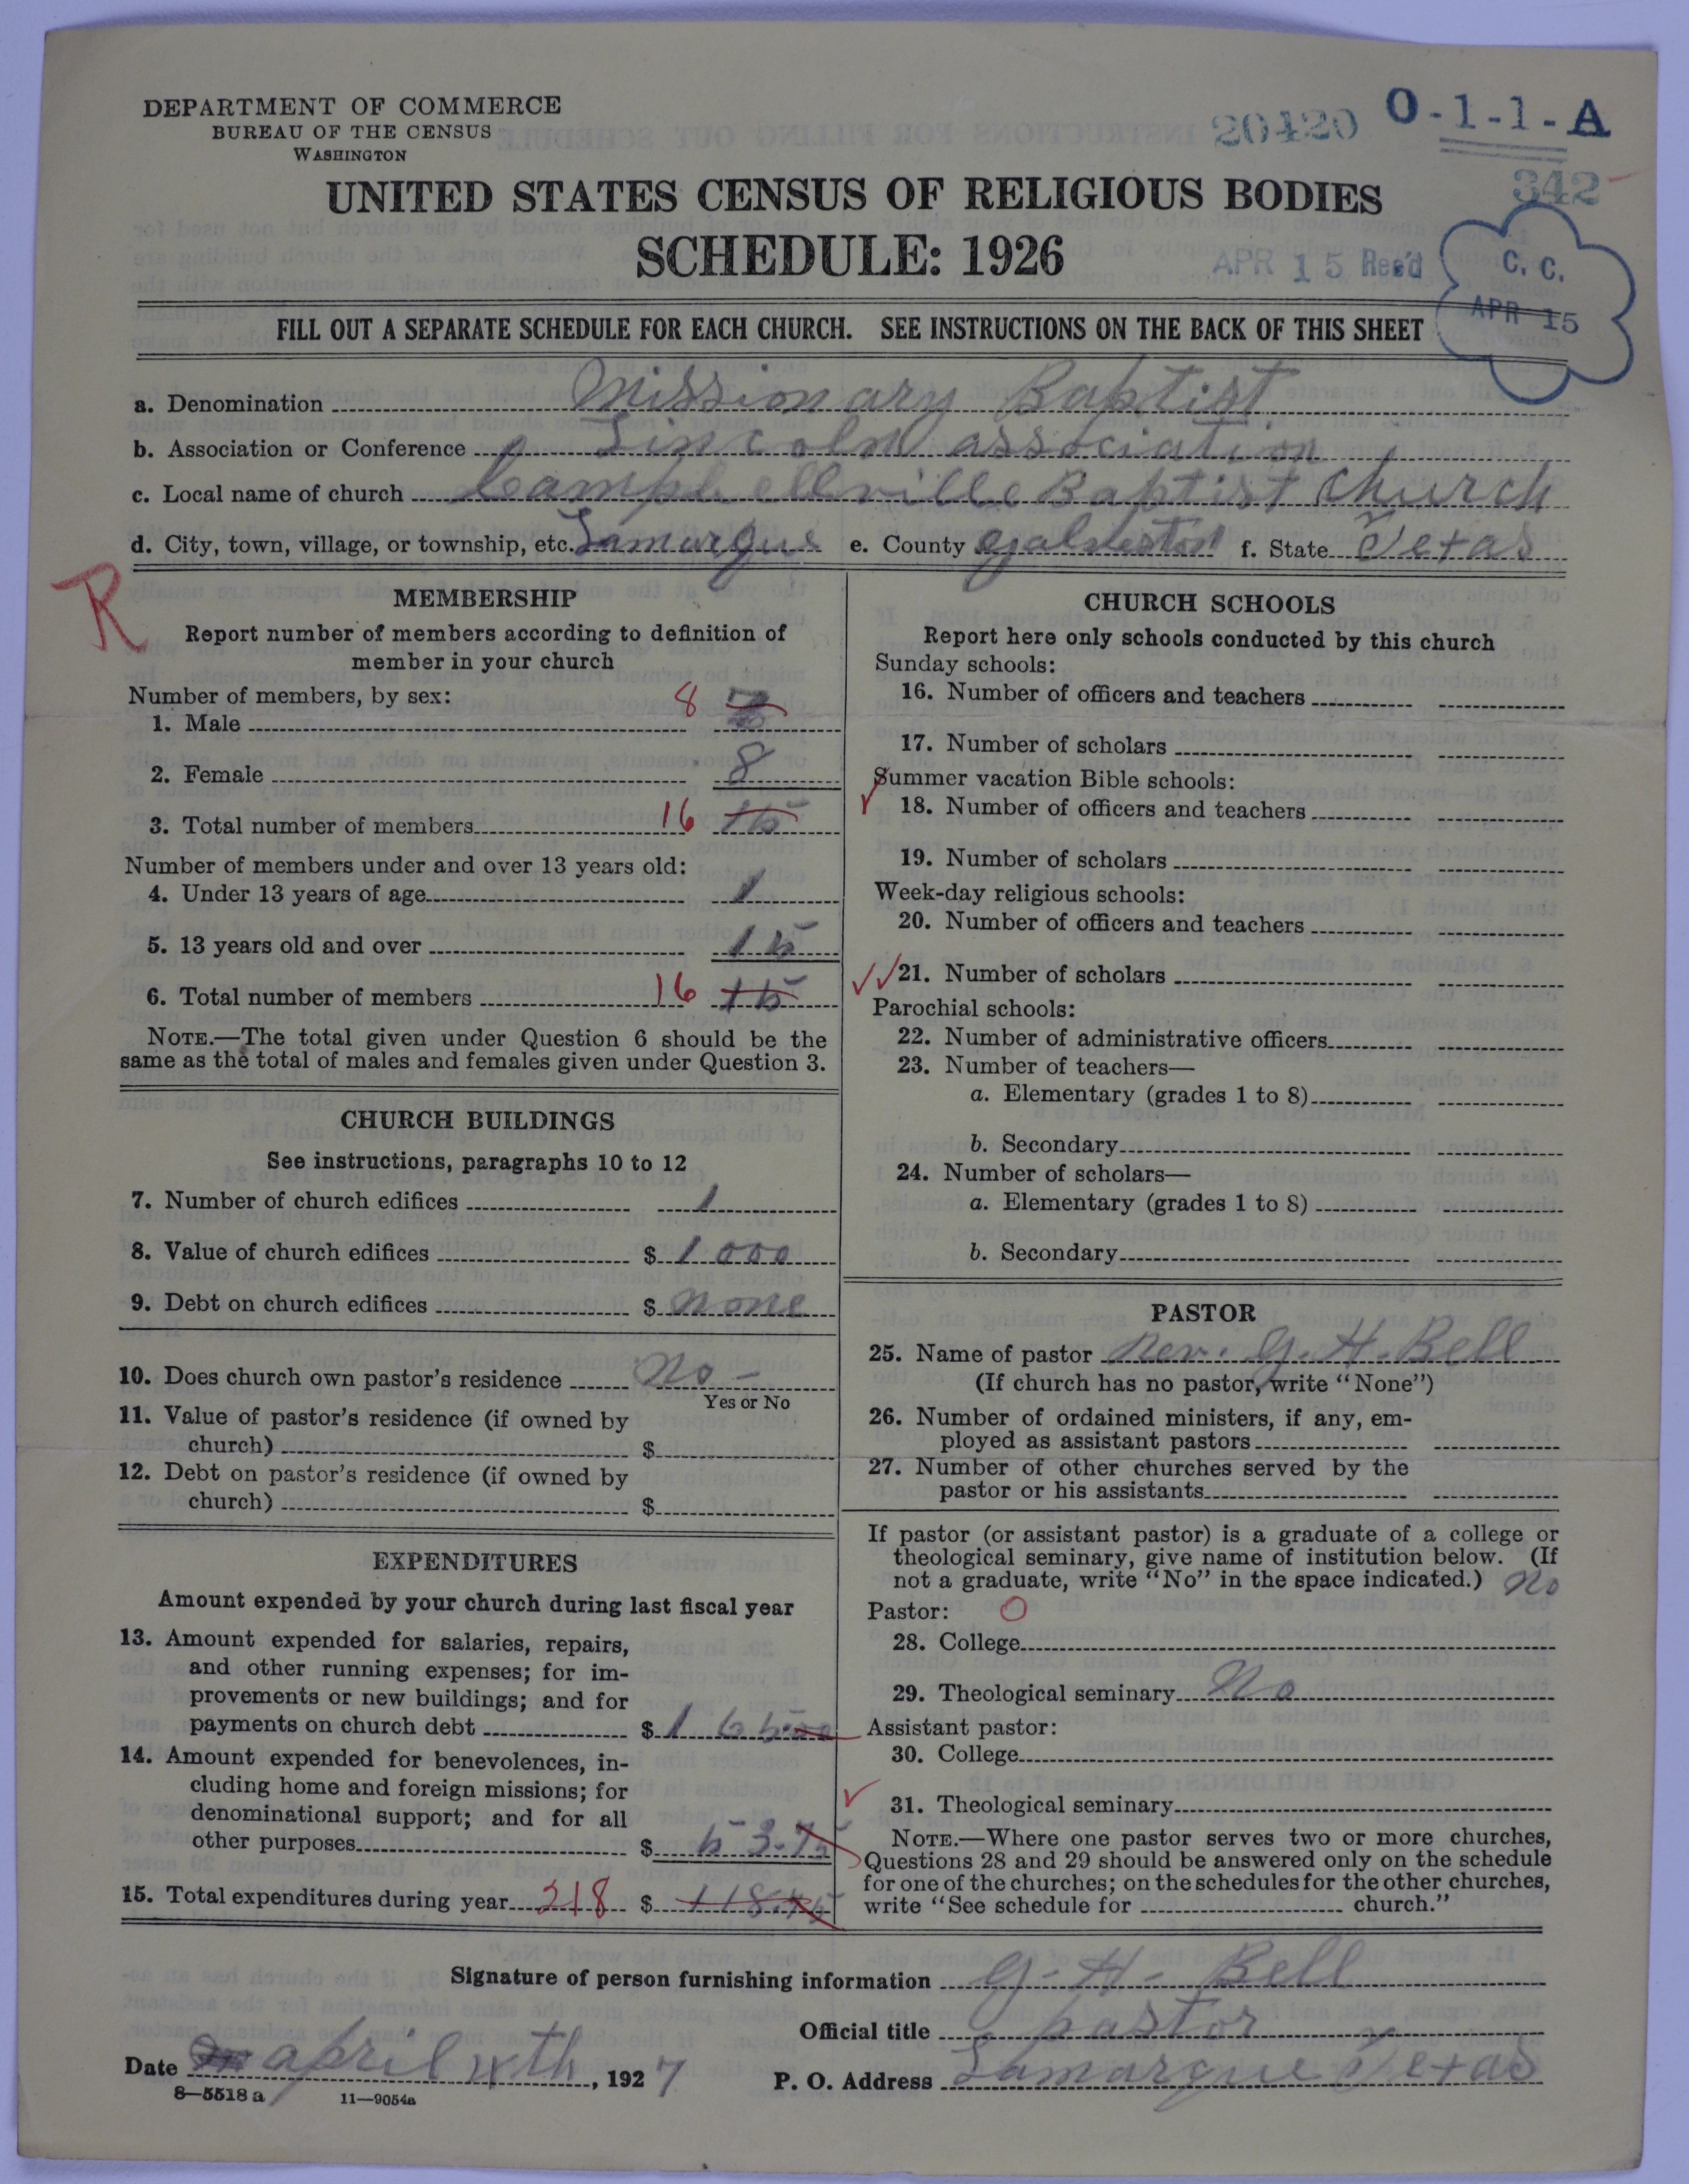 DEPARTMENT OF COMMERCE
BUREAU OF THE CENSUS
WASHINGTON
20420 O-1-1-A
342
UNITED STATES CENSUS OF RELIGIOUS BODIES
SCHEDULE: 1926
APR 15 Rec'd
C. C.
APR 15
FILL OUT A SEPARATE SCHEDULE FOR EACH CHURCH. SEE INSTRUCTIONS ON THE BACK OF THIS SHEET
a. Denomination Missionary Baptist
b. Association or Conference Lincoln association
c. Local name of church Campbellville Baptist Church
d. City, town, village, or township, etc. Lamarque e. County Galveston f. State Texas
R
MEMBERSHIP
Report number of members according to definition of
member in your church
Number of members, by sex:
1. Male 8
2. Female 8
3. Total number of members 16 15
Number of members under and over 13 years old:
4. Under 13 years of age 1
5. 13 years old and over 15
6. Total number of members 16 15
NOTE.—The total given under Question 6 should be the
same as the total of males and females given under Question 3.
CHURCH BUILDINGS
See instructions, paragraphs 10 to 12
7. Number of church edifices 1
8. Value of church edifices $ 1000
9. Debt on church edifices $ none
10. Does church own pastor's residence No -
Yes or No
11. Value of pastor's residence (if owned by
church) $
12. Debt on pastor's residence (if owned by
church) $
EXPENDITURES
Amount expended by your church during last fiscal year
13. Amount expended for salaries, repairs,
and other running expenses; for im-
provements or new buildings; and for
payments on church debt $
14. Amount expended for benevolences, in-
cluding home and foreign missions; for
denominational support; and for all
other purposes $ 53.75
15. Total expenditures during year 218 $
CHURCH SCHOOLS
Report here only schools conducted by this church
Sunday schools:
16. Number of officers and teachers
17. Number of scholars
Summer vacation Bible schools:
18. Number of officers and teachers
19. Number of scholars
Week-day religious schools:
20. Number of officers and teachers
21. Number of scholars
Parochial schools:
22. Number of administrative officers
23. Number of teachers—
a. Elementary (grades 1 to 8)
b. Secondary
24. Number of scholars—
a. Elementary (grades 1 to 8)
b. Secondary
PASTOR
25. Name of pastor Rev. G. H. Bell
(If church has no pastor, write "None")
26. Number of ordained ministers, if any, em-
ployed as assistant pastors
27. Number of other churches served by the
pastor or his assistants
If pastor (or assistant pastor) is a graduate of a college or
theological seminary, give name of institution below. (If
not a graduate, write "No" in the space indicated.) No
Pastor: O
28. College
29. Theological seminary No
Assistant pastor:
30. College
31. Theological seminary
NOTE.—Where one pastor serves two or more churches,
Questions 28 and 29 should be answered only on the schedule
for one of the churches; on the schedules for the other churches,
write "See schedule for church."
Signature of person furnishing information G. H. Bell
Official title pastor
Date april 14th, 1927 P. O. Address Lamarque Texas
8—5518 a 11—9054a